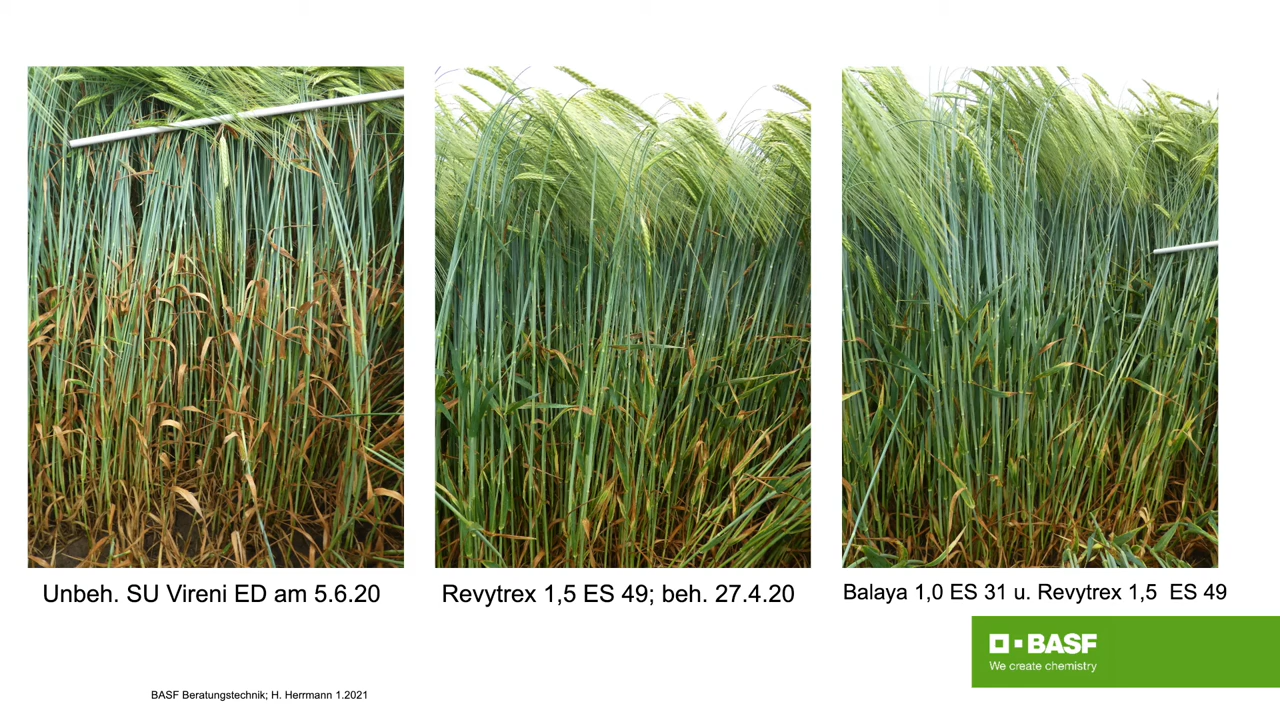 Unbeh. SU Vireni ED am 5.6.20
Revytrex 1,5 ES 49; beh. 27.4.20
Balaya 1,0 ES 31 u. Revytrex 1,5 ES 49
BASF
We create chemistry
BASF Beratungstechnik; H. Herrmann 1.2021